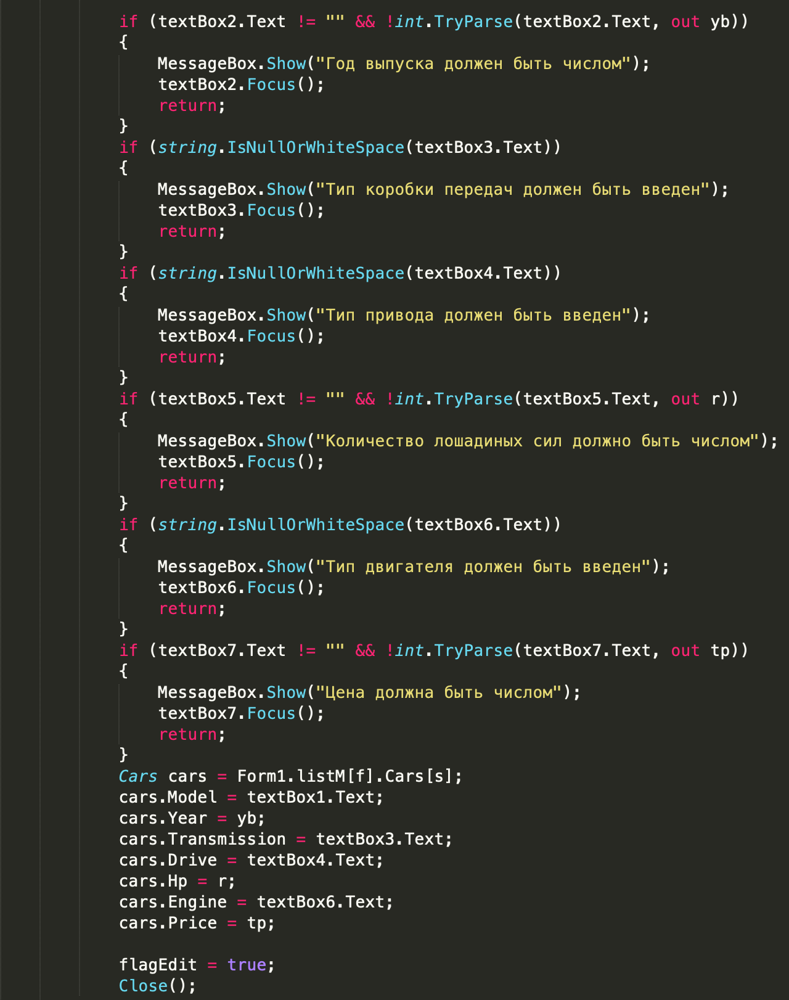 if (textBox2.Text != "" && !int.TryParse(textBox2.Text, out yb))
{
MessageBox.Show("Год выпуска должен быть числом");
textBox2.Focus();
return;
}
if (string.IsNullOrWhiteSpace(textBox3.Text))
{
MessageBox.Show("Тип коробки передач должен быть введен");
textBox3.Focus();
return;
}
if (string.IsNullOrWhiteSpace(textBox4.Text))
{
MessageBox.Show("Тип привода должен быть введен");
textBox4.Focus();
return;
}
if (textBox5.Text != "" && !int.TryParse(textBox5.Text, out r))
{
MessageBox.Show("Количество лошадиных сил должно быть числом");
textBox5.Focus();
return;
}
if (string.IsNullOrWhiteSpace(textBox6.Text))
{
MessageBox.Show("Тип двигателя должен быть введен");
textBox6.Focus();
return;
}
if (textBox7.Text != "" && !int.TryParse(textBox7.Text, out tp))
{
MessageBox.Show("Цена должна быть числом");
textBox7.Focus();
return;
}
Cars cars = Form1.listM[f].Cars[s];
cars.Model = textBox1.Text;
cars.Year = yb;
cars.Transmission = textBox3.Text;
cars.Drive = textBox4.Text;
cars.Hp = r;
cars.Engine = textBox6.Text;
cars.Price = tp;
flagEdit = true;
Close();